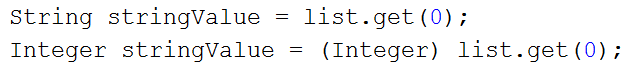 String stringValue = list.get(0);
Integer stringValue = (Integer) list.get(0);